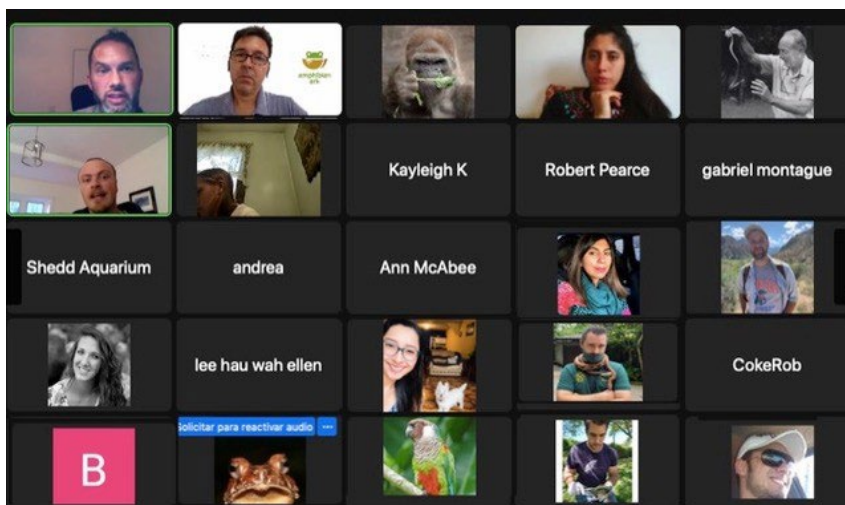 amphibian
ark
Kayleigh K
Robert Pearce
gabriel montague
Shedd Aquarium
andrea
Ann McAbee
lee hau wah ellen
CokeRob
Solicitar para reactivar audio ...
B